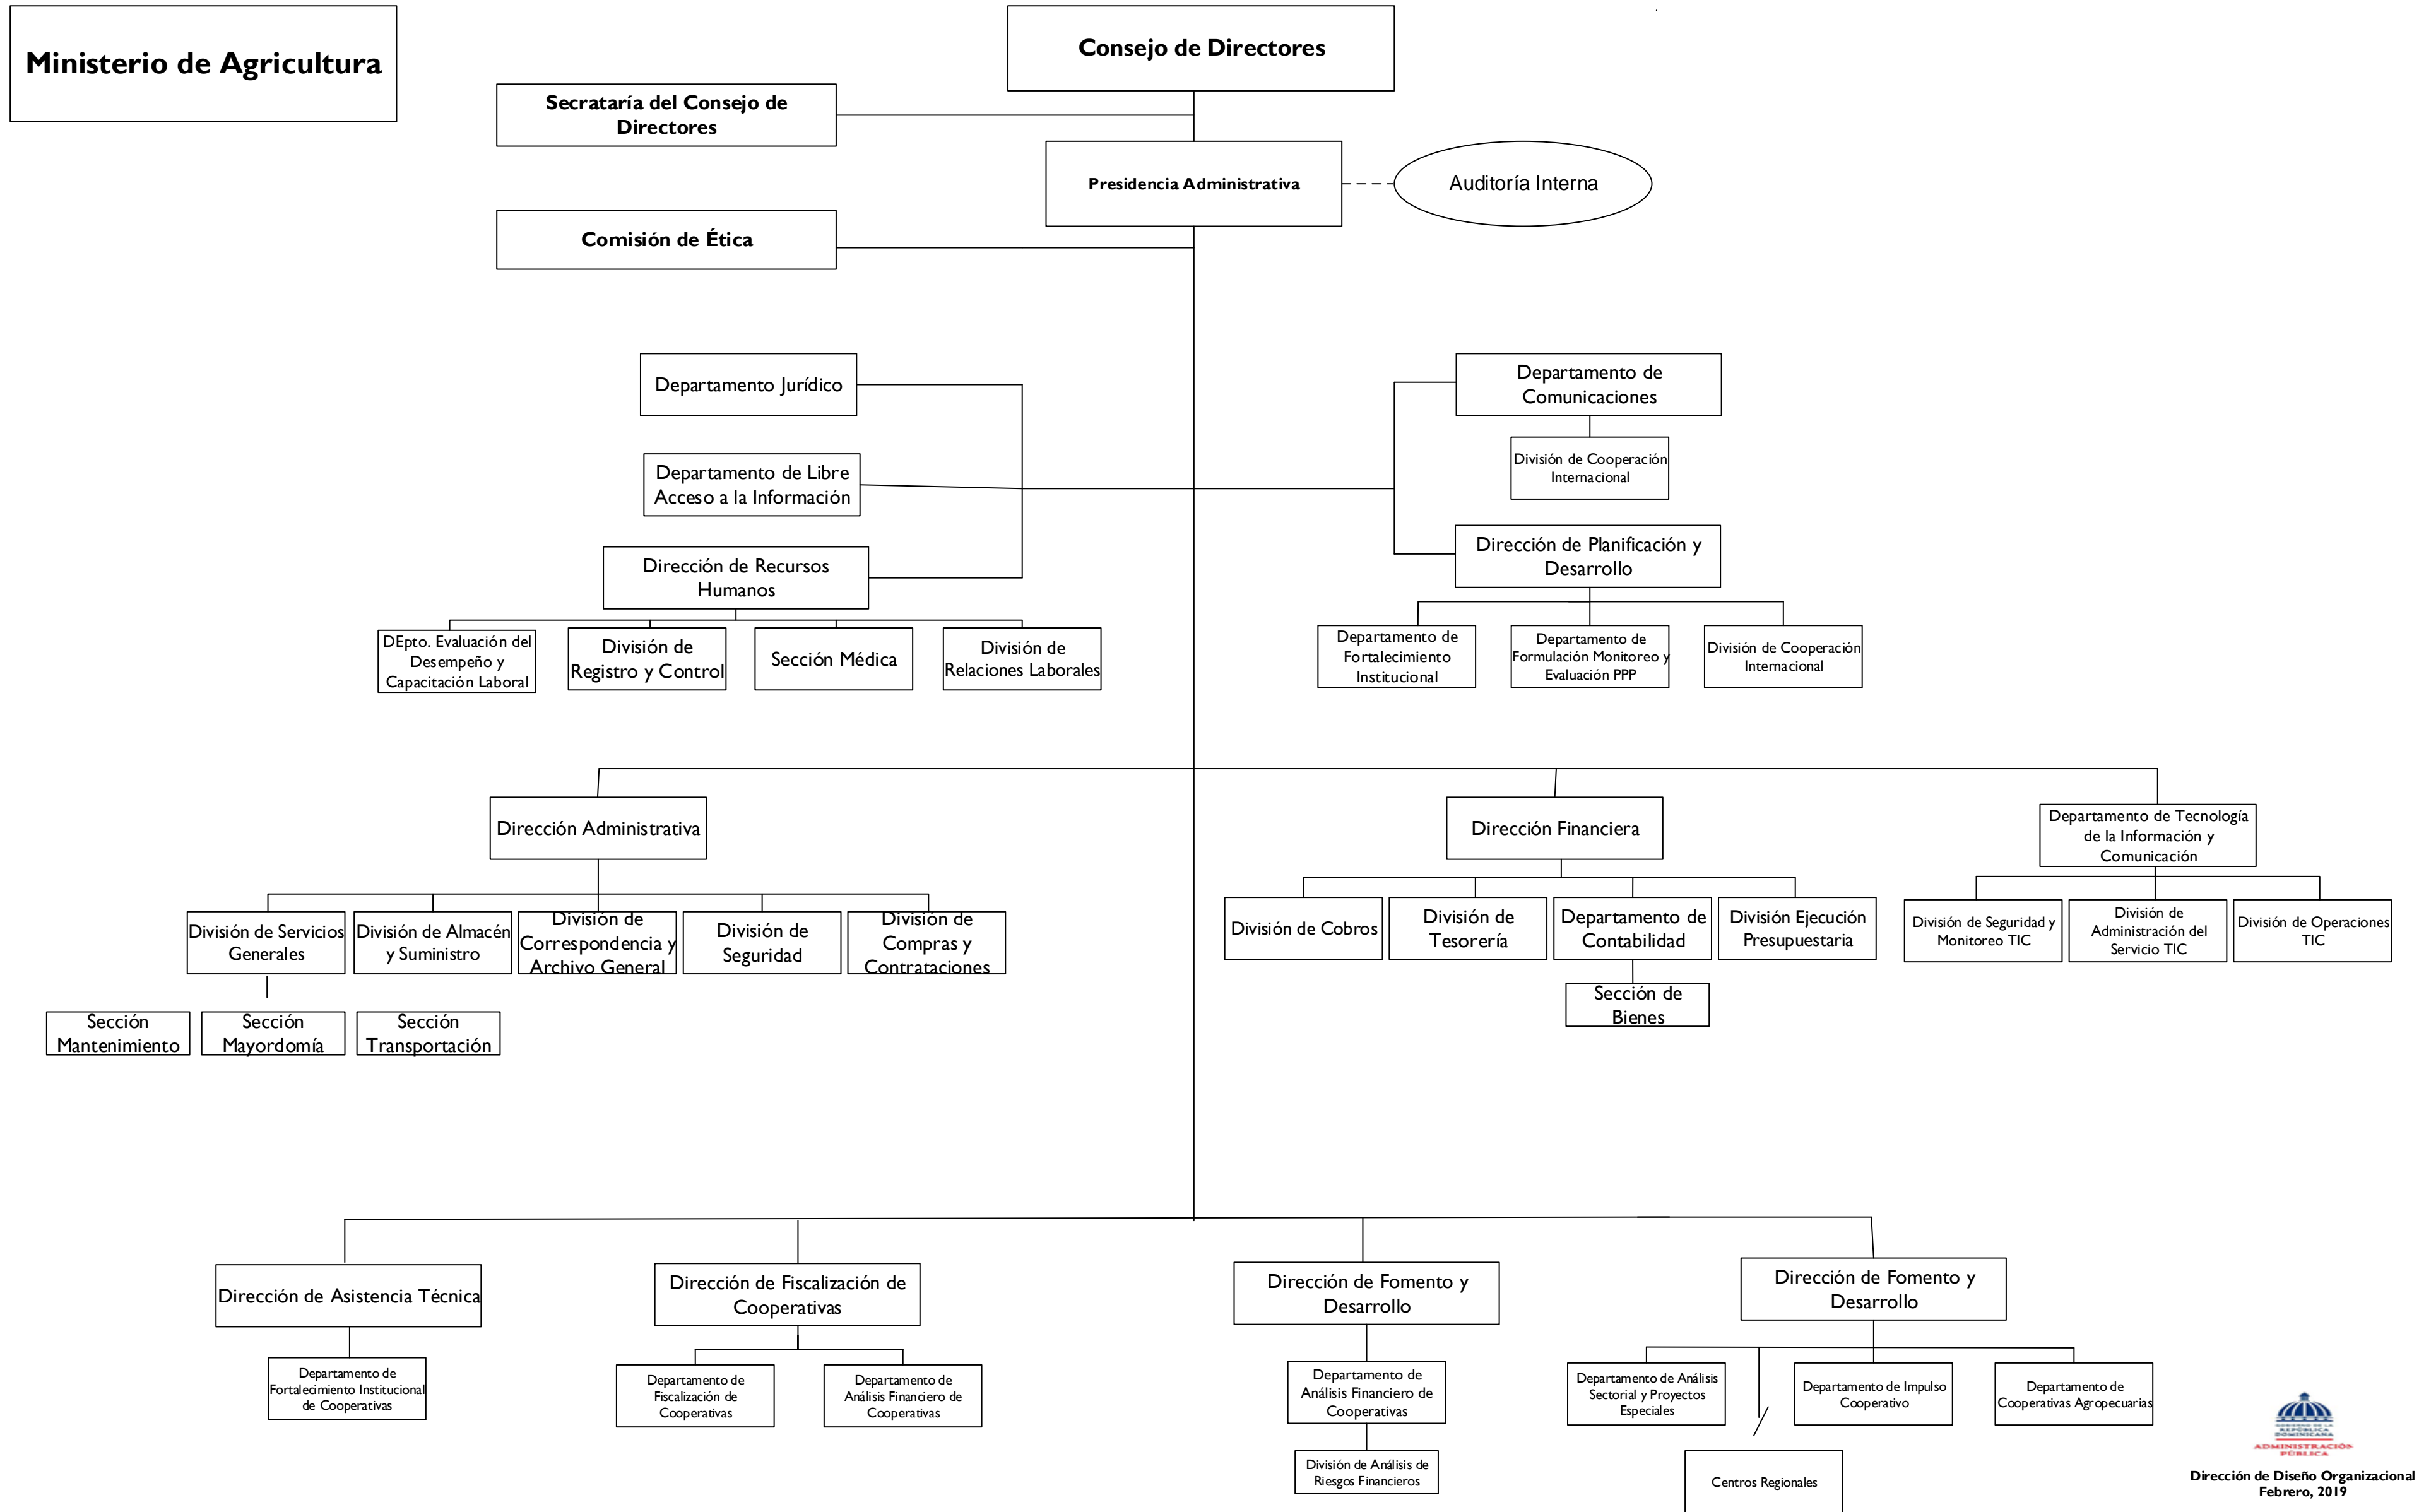 Ministerio de Agricultura
Consejo de Directores
Secrataría del Consejo de
Directores
Presidencia Administrativa
Auditoría Interna
Comisión de Ética
Departamento Jurídico
Departamento de Libre
Acceso a la Información
Dirección de Recursos
Humanos
DEpto. Evaluación del
Desempeño y
Capacitación Laboral
División de
Registro y Control
Sección Médica
División de
Relaciones Laborales
Departamento de
Comunicaciones
División de Cooperación
Internacional
Dirección de Planificación y
Desarrollo
Departamento de
Fortalecimiento
Institucional
Departamento de
Formulación Monitoreo y
Evaluación PPP
División de Cooperación
Internacional
Dirección Administrativa
División de Servicios
Generales
División de Almacén
y Suministro
División de
Correspondencia y
Archivo General
División de
Seguridad
División de
Compras y
Contrataciones
Sección
Mantenimiento
Sección
Mayordomía
Sección
Transportación
Dirección Financiera
División de Cobros
División de
Tesorería
Departamento de
Contabilidad
División Ejecución
Presupuestaria
Sección de
Bienes
Departamento de Tecnología
de la Información y
Comunicación
División de Seguridad y
Monitoreo TIC
División de
Administración del
Servicio TIC
División de Operaciones
TIC
Dirección de Asistencia Técnica
Departamento de
Fortalecimiento Institucional
de Cooperativas
Dirección de Fiscalización de
Cooperativas
Departamento de
Fiscalización de
Cooperativas
Departamento de
Análisis Financiero de
Cooperativas
Dirección de Fomento y
Desarrollo
Departamento de
Análisis Financiero de
Cooperativas
División de Análisis de
Riesgos Financieros
Dirección de Fomento y
Desarrollo
Departamento de Análisis
Sectorial y Proyectos
Especiales
Departamento de Impulso
Cooperativo
Departamento de
Cooperativas Agropecuarias
Centros Regionales
GOBIERNO DE LA
REPÚBLICA
DOMINICANA
ADMINISTRACIÓN
PÚBLICA
Dirección de Diseño Organizacional
Febrero, 2019